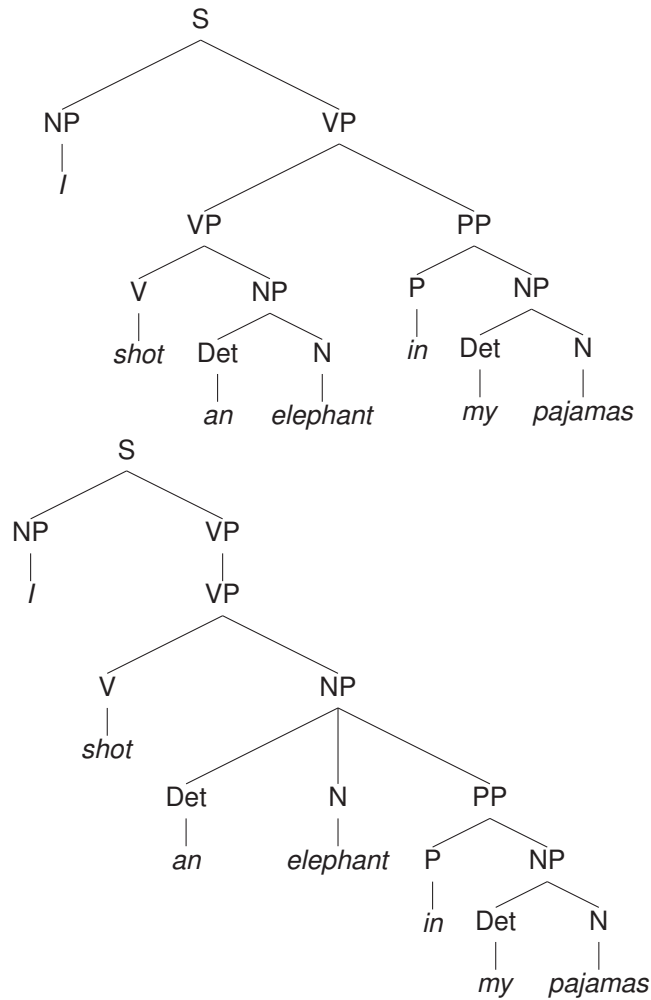 S
NP VP
I
VP PP
V NP P NP
shot Det N in Det N
an elephant my pajamas
S
NP VP
I VP
V NP
shot
Det N PP
an elephant P NP
in Det N
my pajamas